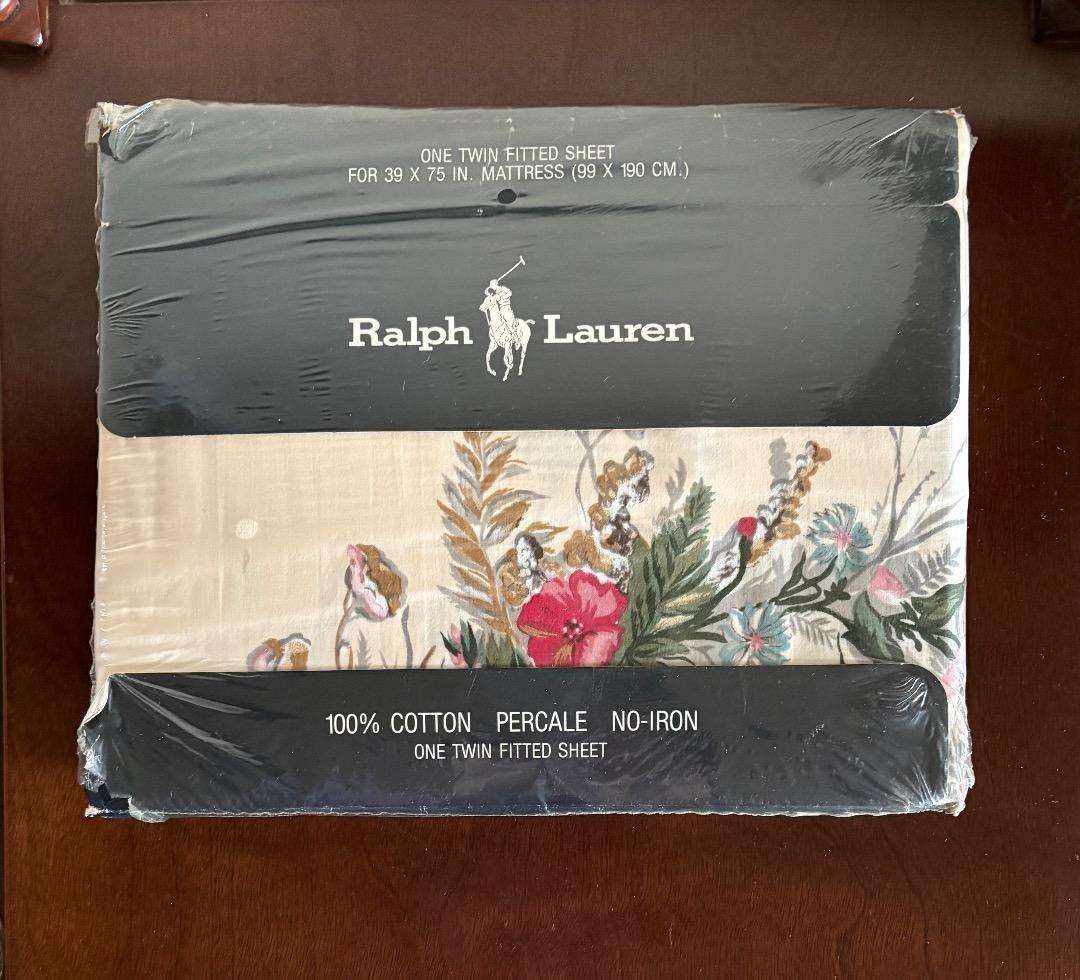 ONE TWIN FITTED SHEET
FOR 39 X 75 IN. MATTRESS (99 X 190 CM.)
Ralph Lauren
100% COTTON PERCALE NO-IRON
ONE TWIN FITTED SHEET